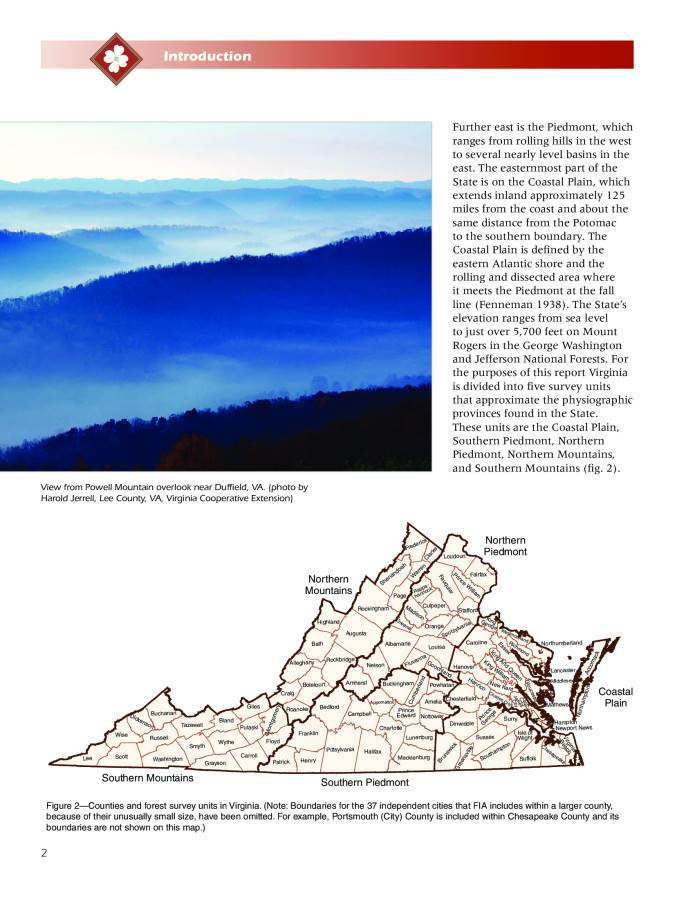 Introduction
Further east is the Piedmont, which
ranges from rolling hills in the west
to several nearly level basins in the
east. The easternmost part of the
State is on the Coastal Plain, which
extends inland approximately 125
miles from the coast and about the
same distance from the Potomac
to the southern boundary. The
Coastal Plain is defined by the
eastern Atlantic shore and the
rolling and dissected area where
it meets the Piedmont at the fall
line (Fenneman 1938). The State’s
elevation ranges from sea level
to just over 5,700 feet on Mount
Rogers in the George Washington
and Jefferson National Forests. For
the purposes of this report Virginia
is divided into five survey units
that approximate the physiographic
provinces found in the State.
These units are the Coastal Plain,
Southern Piedmont, Northern
Piedmont, Northern Mountains,
and Southern Mountains (fig. 2).
View from Powell Mountain overlook near Duffield, VA. (photo by
Harold Jerrell, Lee County, VA, Virginia Cooperative Extension)
Northern
Piedmont
Northern
Mountains
Coastal
Plain
Southern Mountains
Southern Piedmont
Frederick
Clarke
Loudoun
Shenandoah
Warren
Fauquier
Prince William
Fairfax
Page
Rockingham
Madison
Culpeper
Stafford
Highland
Augusta
Greene
Orange
Spotsylvania
Bath
Albemarle
Louisa
Caroline
Northumberland
Alleghany
Rockbridge
Nelson
Fluvanna
Goochland
Hanover
Lancaster
Middlesex
Accomack
Botetourt
Amherst
Buckingham
Cumberland
Powhatan
Henrico
New Kent
Craig
Roanoke
Bedford
Appomattox
Amelia
Chesterfield
Mathews
Northampton
Giles
Montgomery
Campbell
Prince
Edward
Nottoway
Dinwiddie
Prince
George
Surry
Hampton
Newport News
Buchanan
Dickenson
Tazewell
Bland
Pulaski
Floyd
Franklin
Charlotte
Lunenburg
Sussex
Isle of
Wight
Wise
Russell
Smyth
Wythe
Carroll
Pittsylvania
Halifax
Mecklenburg
Brunswick
Greensville
Southampton
Suffolk
Lee
Scott
Washington
Grayson
Patrick
Henry
Figure 2—Counties and forest survey units in Virginia. (Note: Boundaries for the 37 independent cities that FIA includes within a larger county,
because of their unusually small size, have been omitted. For example, Portsmouth (City) County is included within Chesapeake County and its
boundaries are not shown on this map.)
2